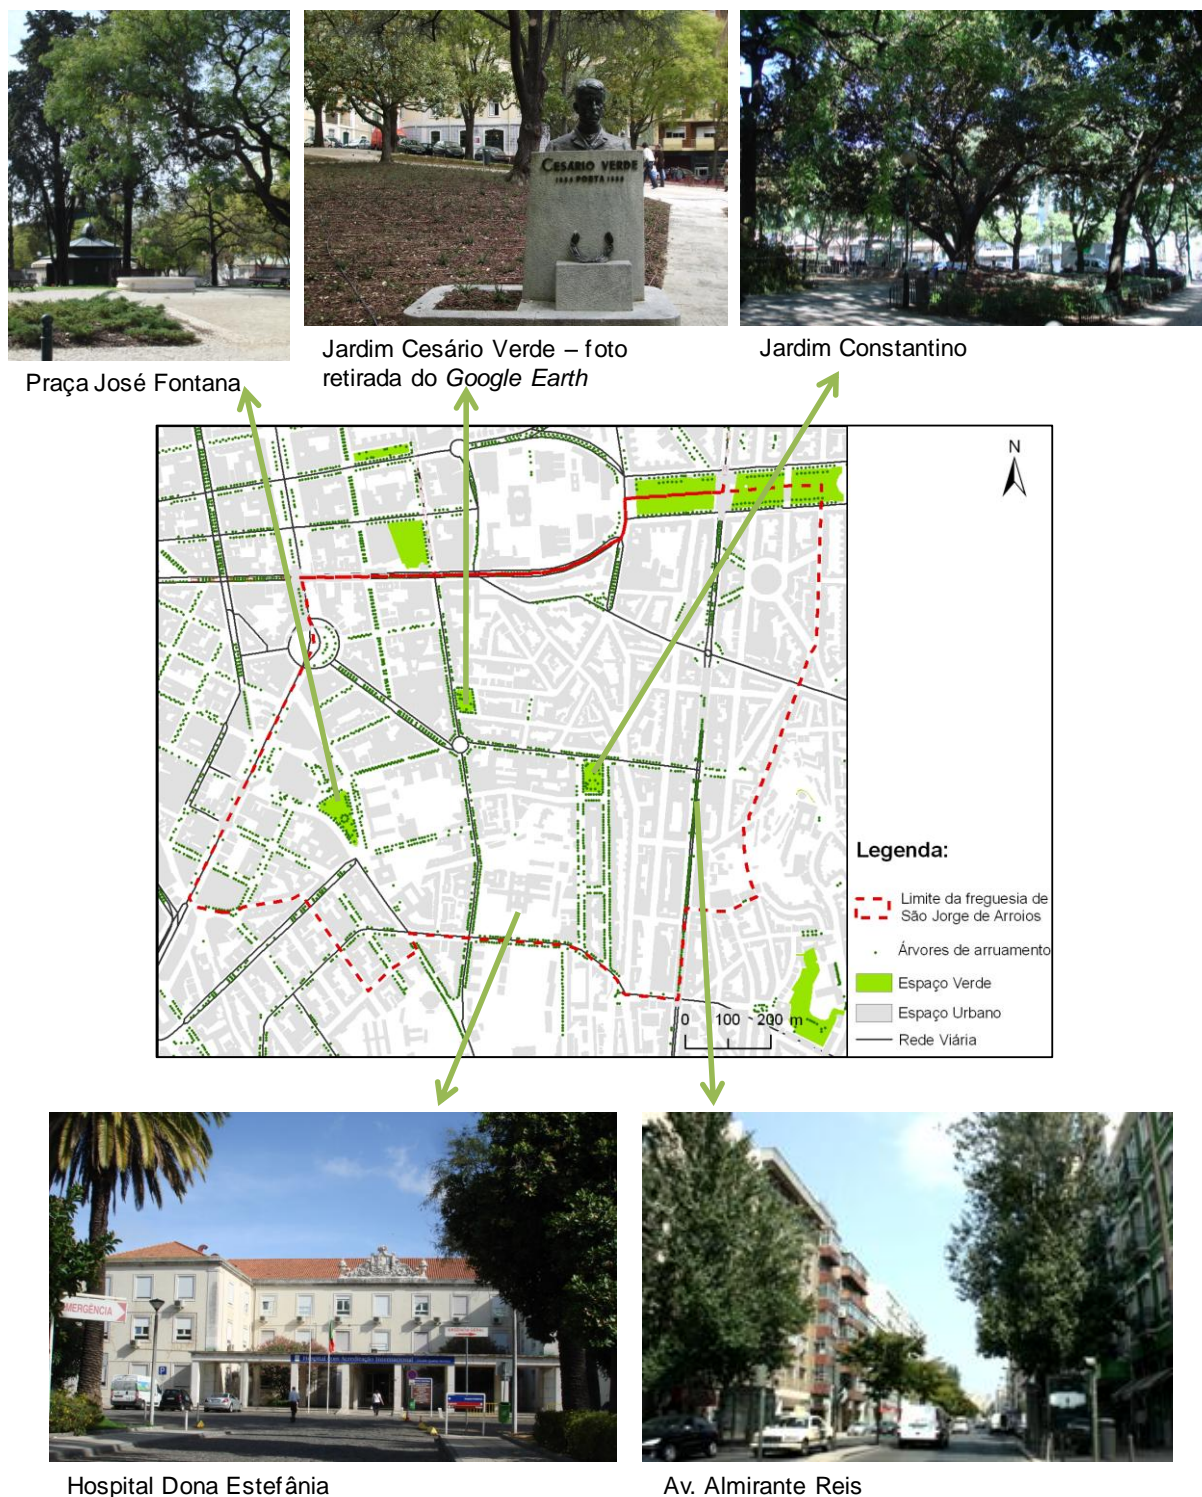 CESÁRIO VERDE
POETA
Praça José Fontana
Jardim Cesário Verde – foto
retirada do Google Earth
Jardim Constantino
N
Legenda:
Limite da freguesia de
São Jorge de Arroios
Árvores de arruamento
Espaço Verde
Espaço Urbano
Rede Viária
0 100 200 m
EMERGÊNCIA
Hospital Dona Estefânia
Av. Almirante Reis